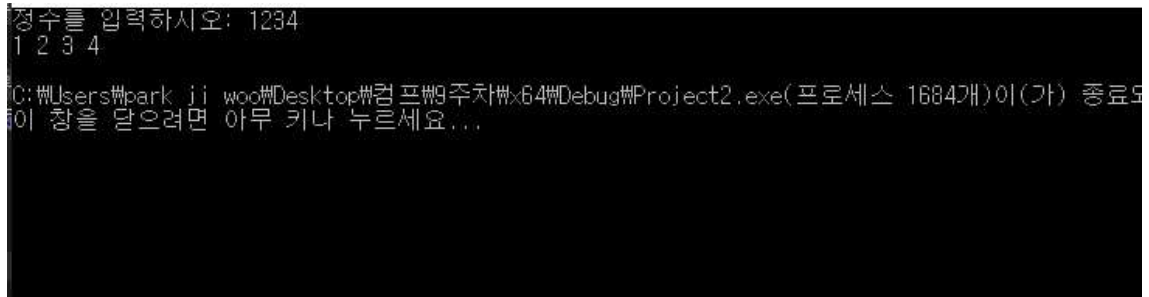 정수를 입력하시오: 1234
1 2 3 4
C:₩Users₩park ji woo₩Desktop₩컴프₩9주차₩x64₩Debug₩Project2.exe(프로세스 1684개)이(가) 종료되
이 창을 닫으려면 아무 키나 누르세요...